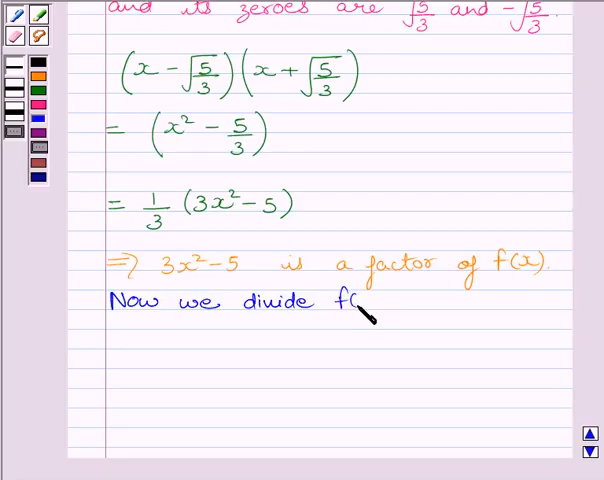 and its zeroes are √5/3 and -√5/3.
(x - √5/3)(x + √5/3)
= (x² - 5/3)
= 1/3 (3x² - 5)
⇒ 3x² - 5 is a factor of f(x).
Now we divide f(